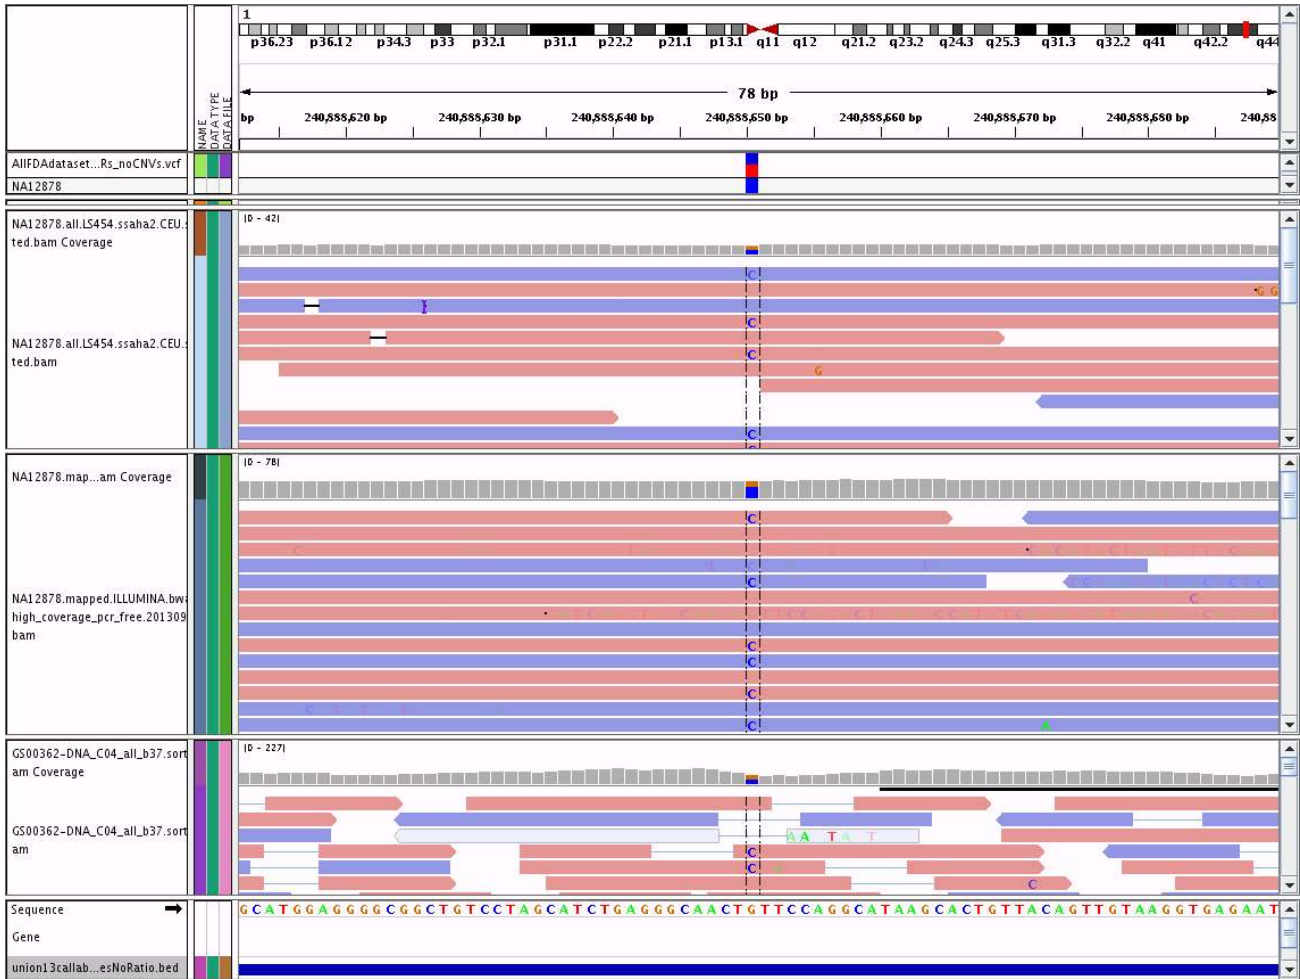 1
p36.23 p36.12 p34.3 p33 p32.1 p31.1 p22.2 p21.1 p13.1 q11 q12 q21.2 q23.2 q24.3 q25.3 q31.3 q32.2 q41 q42.2 q44
78 bp
bp 240,888,620 bp 240,888,630 bp 240,888,640 bp 240,888,650 bp 240,888,660 bp 240,888,670 bp 240,888,680 bp 240,88
NAME
DATA TYPE
DATA FILE
AllFDAdataset...Rs_noCNVs.vcf
NA12878
NA12878.all.LS454.ssaha2.CEU.s
ted.bam Coverage
[0 - 42]
C
G G
C
C
G
NA12878.all.LS454.ssaha2.CEU.s
ted.bam
C
NA12878.map...am Coverage
[0 - 78]
C
C
C
C
C
C
C
A
NA12878.mapped.ILLUMINA.bwa
high_coverage_pcr_free.201309
bam
GS00362-DNA_C04_all_b37.sort
am Coverage
[0 - 227]
GS00362-DNA_C04_all_b37.sort
am
A A T A T
C
C
C
Sequence
G C A T G G A G G G G C G G C T G T C C T A G C A T C T G A G G G C A A C T G T T C C A G G C A T A A G C A C T G T T A C A G T T G T A A G G T G A G A A T
Gene
union13callab...esNoRatio.bed